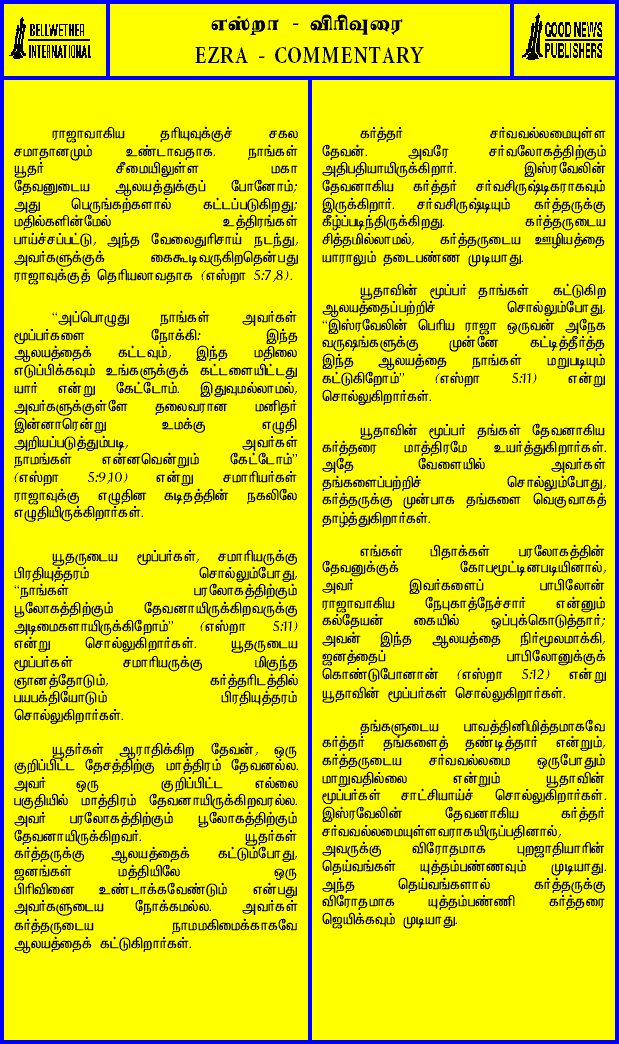 BELLWETHER
INTERNATIONAL
எஸ்றா - விரிவுரை
EZRA - COMMENTARY
GOOD NEWS
PUBLISHERS
ராஜாவாகிய தரியுவுக்குச் சகல
சமாதானமும் உண்டாவதாக. நாங்கள்
யூதர் சீமையிலுள்ள மகா
தேவனுடைய ஆலயத்துக்குப் போனோம்;
அது பெருங்கற்களால் கட்டப்படுகிறது;
மதில்களின்மேல் உத்திரங்கள்
பாய்ச்சப்பட்டு, அந்த வேலைதுரிசாய் நடந்து,
அவர்களுக்குக் கைகூடிவருகிறதென்பது
ராஜாவுக்குத் தெரியலாவதாக (எஸ்றா 5:7,8).
“அப்பொழுது நாங்கள் அவர்கள்
மூப்பர்களை நோக்கி: இந்த
ஆலயத்தைக் கட்டவும், இந்த மதிலை
எடுப்பிக்கவும் உங்களுக்குக் கட்டளையிட்டது
யார் என்று கேட்டோம். இதுவுமல்லாமல்,
அவர்களுக்குள்ளே தலைவரான மனிதர்
இன்னாரென்று உமக்கு எழுதி
அறியப்படுத்தும்படி, அவர்கள்
நாமங்கள் என்னவென்றும் கேட்டோம்”
(எஸ்றா 5:9,10) என்று சமாரியர்கள்
ராஜாவுக்கு எழுதின கடிதத்தின் நகலிலே
எழுதியிருக்கிறார்கள்.
யூதருடைய மூப்பர்கள், சமாரியருக்கு
பிரதியுத்தரம் சொல்லும்போது,
“நாங்கள் பரலோகத்திற்கும்
பூலோகத்திற்கும் தேவனாயிருக்கிறவருக்கு
அடிமைகளாயிருக்கிறோம்” (எஸ்றா 5:11)
என்று சொல்லுகிறார்கள். யூதருடைய
மூப்பர்கள் சமாரியருக்கு மிகுந்த
ஞானத்தோடும், கர்த்தரிடத்தில்
பயபக்தியோடும் பிரதியுத்தரம்
சொல்லுகிறார்கள்.
யூதர்கள் ஆராதிக்கிற தேவன், ஒரு
குறிப்பிட்ட தேசத்திற்கு மாத்திரம் தேவனல்ல.
அவர் ஒரு குறிப்பிட்ட எல்லை
பகுதியில் மாத்திரம் தேவனாயிருக்கிறவரல்ல.
அவர் பரலோகத்திற்கும் பூலோகத்திற்கும்
தேவனாயிருக்கிறவர். யூதர்கள்
கர்த்தருக்கு ஆலயத்தைக் கட்டும்போது,
ஜனங்கள் மத்தியிலே ஒரு
பிரிவினை உண்டாக்கவேண்டும் என்பது
அவர்களுடைய நோக்கமல்ல. அவர்கள்
கர்த்தருடைய நாமமகிமைக்காகவே
ஆலயத்தைக் கட்டுகிறார்கள்.
கர்த்தர் சர்வவல்லமையுள்ள
தேவன். அவரே சர்வலோகத்திற்கும்
அதிபதியாயிருக்கிறார். இஸ்ரவேலின்
தேவனாகிய கர்த்தர் சர்வசிருஷ்டிகராகவும்
இருக்கிறார். சர்வசிருஷ்டியும் கர்த்தருக்கு
கீழ்ப்படிந்திருக்கிறது. கர்த்தருடைய
சித்தமில்லாமல், கர்த்தருடைய ஊழியத்தை
யாராலும் தடைபண்ண முடியாது.
யூதாவின் மூப்பர் தாங்கள் கட்டுகிற
ஆலயத்தைப்பற்றிச் சொல்லும்போது,
“இஸ்ரவேலின் பெரிய ராஜா ஒருவன் அநேக
வருஷங்களுக்கு முன்னே கட்டித்தீர்த்த
இந்த ஆலயத்தை நாங்கள் மறுபடியும்
கட்டுகிறோம்” (எஸ்றா 5:11) என்று
சொல்லுகிறார்கள்.
யூதாவின் மூப்பர் தங்கள் தேவனாகிய
கர்த்தரை மாத்திரமே உயர்த்துகிறார்கள்.
அதே வேளையில் அவர்கள்
தங்களைப்பற்றிச் சொல்லும்போது,
கர்த்தருக்கு முன்பாக தங்களை வெகுவாகத்
தாழ்த்துகிறார்கள்.
எங்கள் பிதாக்கள் பரலோகத்தின்
தேவனுக்குக் கோபமூட்டினபடியினால்,
அவர் இவர்களைப் பாபிலோன்
ராஜாவாகிய நேபுகாத்நேச்சார் என்னும்
கல்தேயன் கையில் ஒப்புக்கொடுத்தார்;
அவன் இந்த ஆலயத்தை நிர்மூலமாக்கி,
ஜனத்தைப் பாபிலோனுக்குக்
கொண்டுபோனான் (எஸ்றா 5:12) என்று
யூதாவின் மூப்பர்கள் சொல்லுகிறார்கள்.
தங்களுடைய பாவத்தினிமித்தமாகவே
கர்த்தர் தங்களைத் தண்டித்தார் என்றும்,
கர்த்தருடைய சர்வவல்லமை ஒருபோதும்
மாறுவதில்லை என்றும் யூதாவின்
மூப்பர்கள் சாட்சியாய்ச் சொல்லுகிறார்கள்.
இஸ்ரவேலின் தேவனாகிய கர்த்தர்
சர்வவல்லமையுள்ளவராகயிருப்பதினால்,
அவருக்கு விரோதமாக புறஜாதியாரின்
தெய்வங்கள் யுத்தம்பண்ணவும் முடியாது.
அந்த தெய்வங்களால் கர்த்தருக்கு
விரோதமாக யுத்தம்பண்ணி கர்த்தரை
ஜெயிக்கவும் முடியாது.